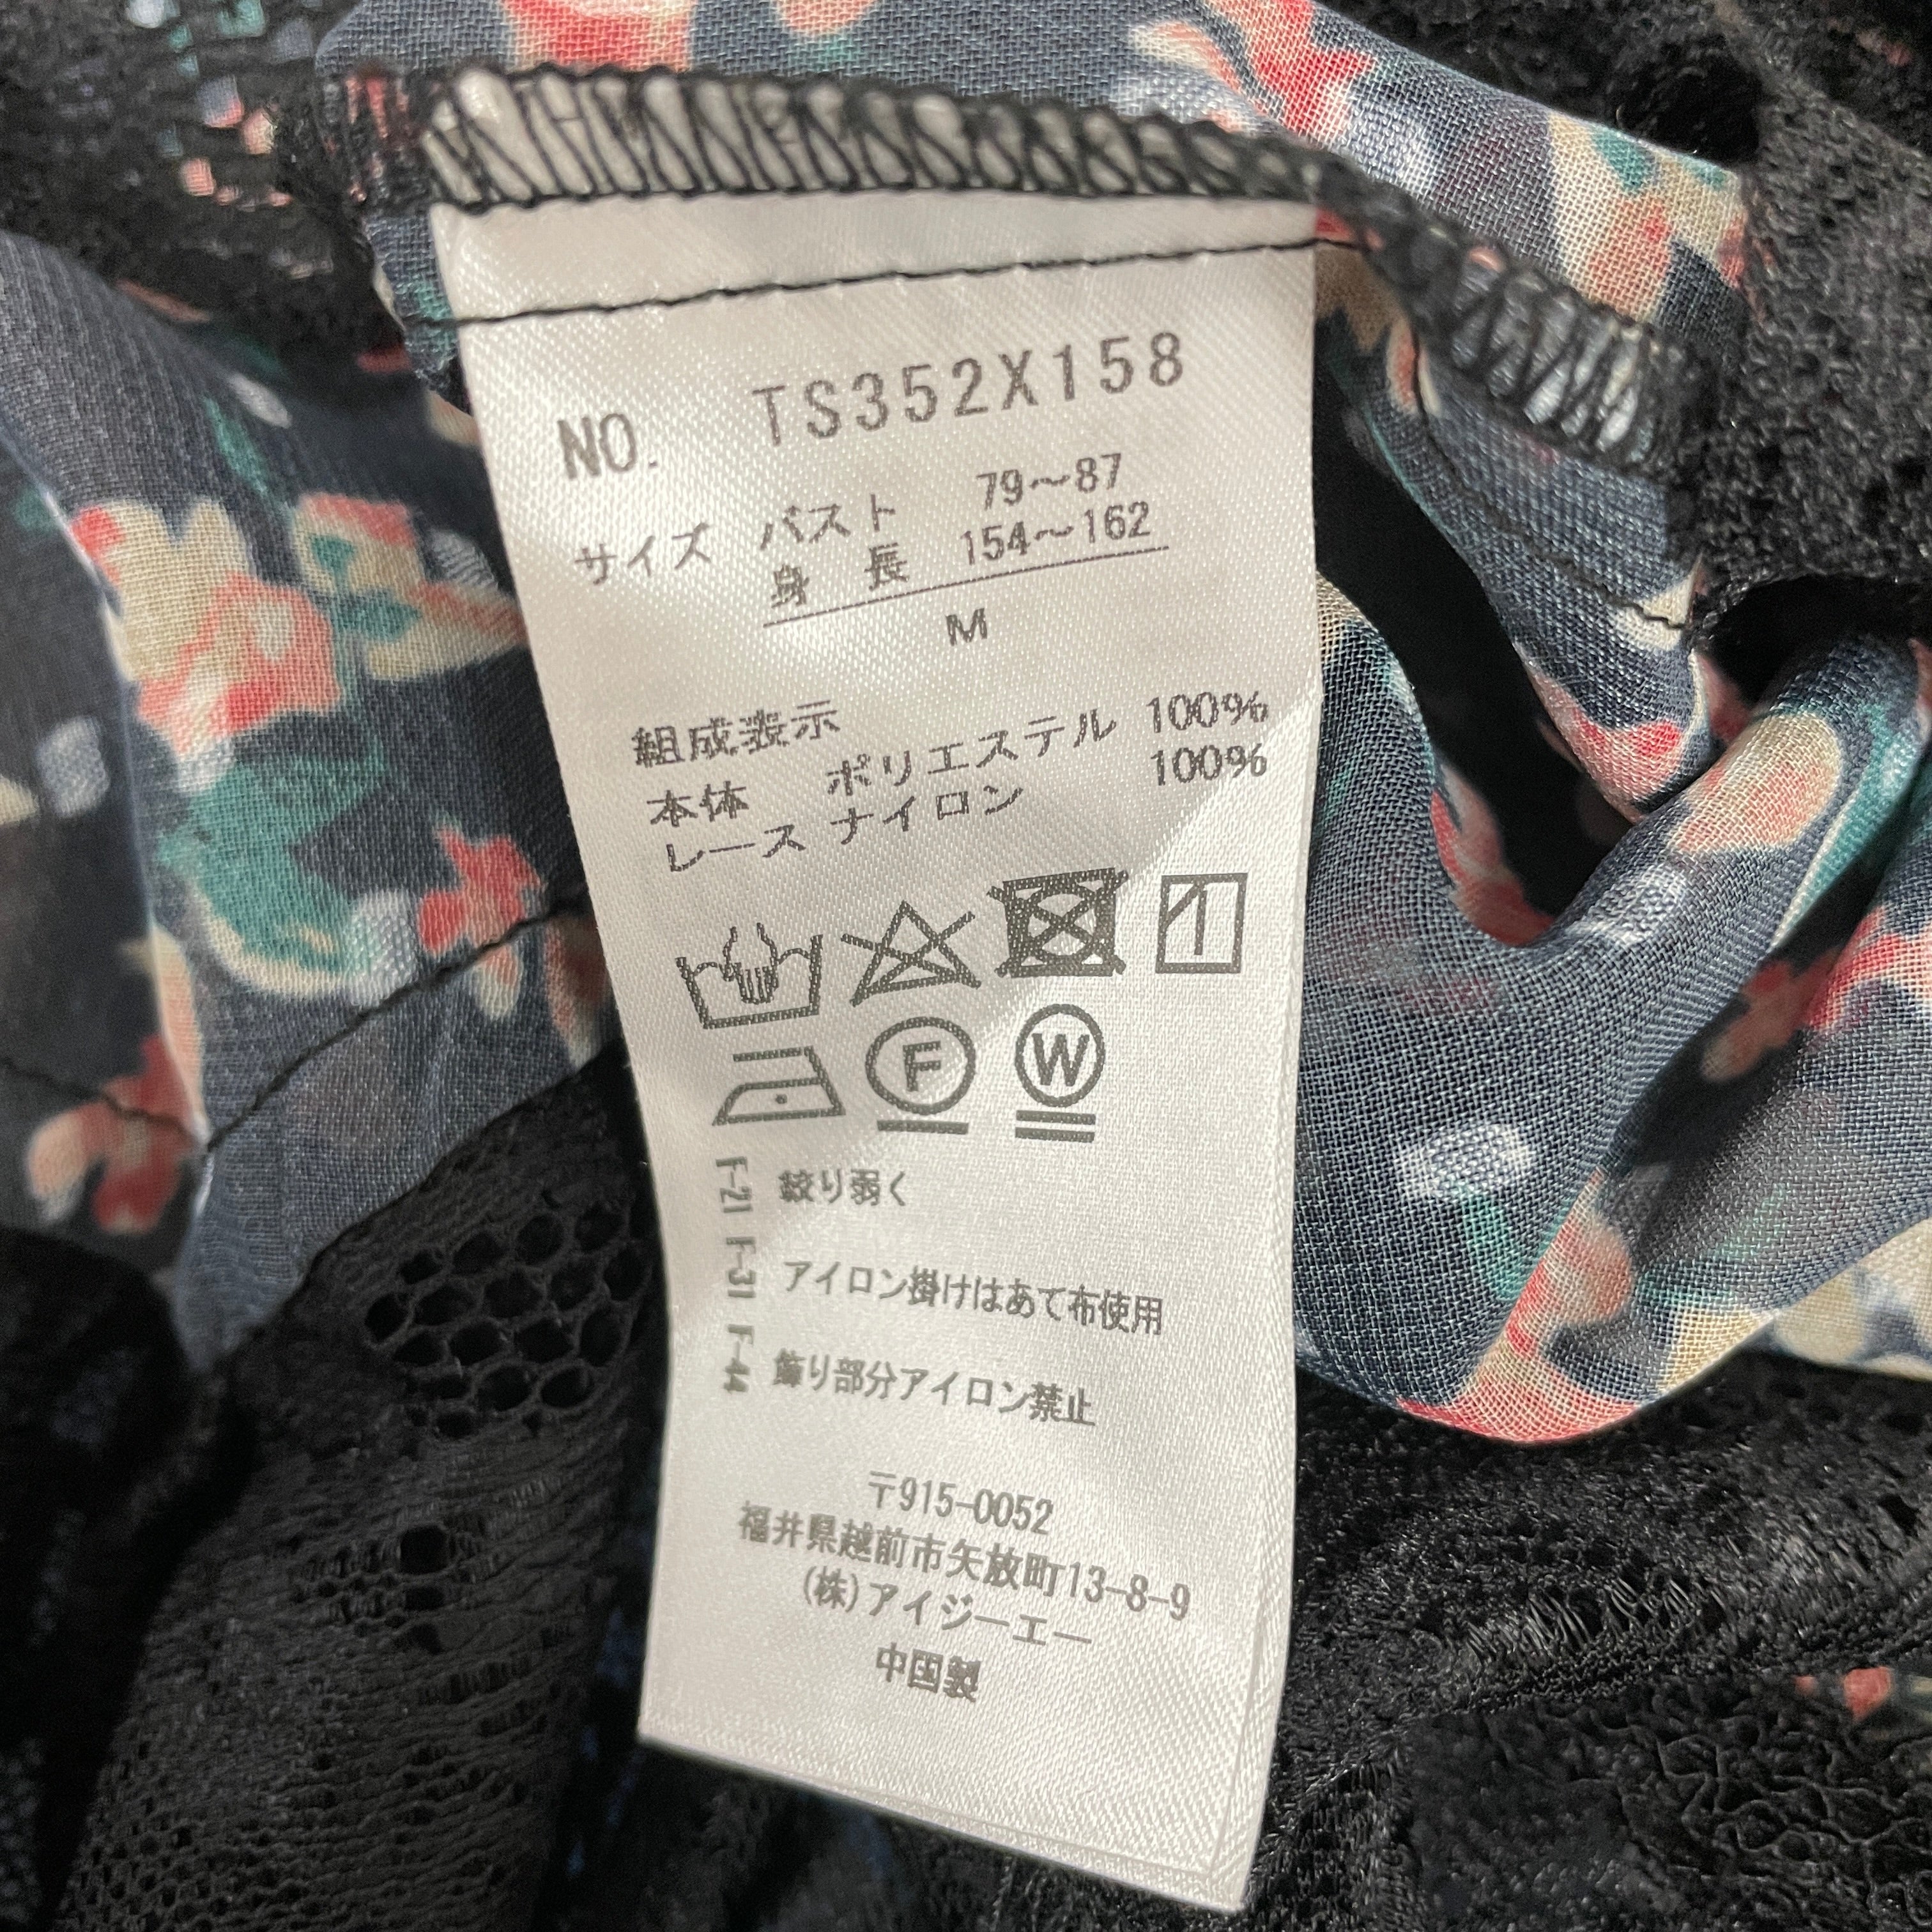 NO. TS352X158
サイズ バスト 79～87
身 長 154～162
M
組成表示
本体 ポリエステル 100%
レース ナイロン 100%
F
W
F-21 絞り弱く
F-31 アイロン掛けはあて布使用
F-44 飾り部分アイロン禁止
〒915-0052
福井県越前市矢放町13-8-9
(株)アイジーエー
中国製